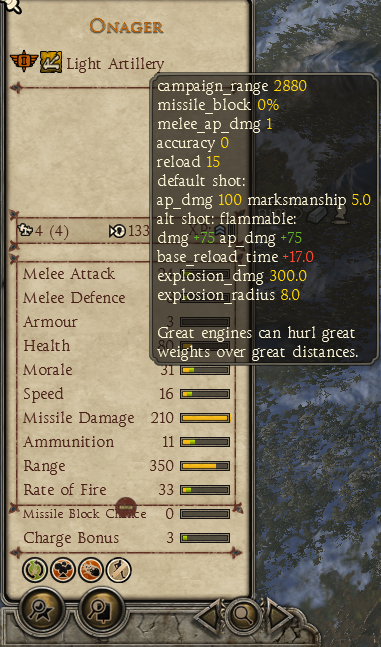 Onager
II
Light Artillery
campaign_range 2880
missile_block 0%
melee_ap_dmg 1
accuracy 0
reload 15
default shot:
ap_dmg 100 marksmanship 5.0
alt shot: flammable:
dmg +75 ap_dmg +75
base_reload_time +17.0
explosion_dmg 300.0
explosion_radius 8.0
Great engines can hurl great
weights over great distances.
4 (4)
133
Melee Attack
Melee Defence
Armour 3
Health
Morale 31
Speed 16
Missile Damage 210
Ammunition 11
Range 350
Rate of Fire 33
Missile Block Chance 0
Charge Bonus 3